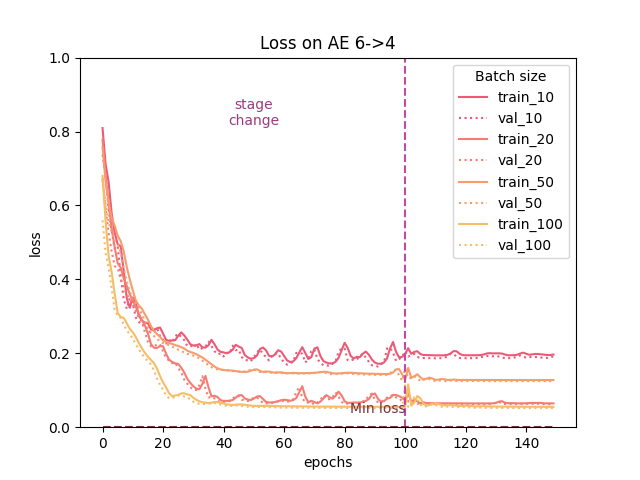 Loss on AE 6->4
1.0
0.8
0.6
0.4
0.2
0.0
loss
stage
change
Min loss
Batch size
train_10
val_10
train_20
val_20
train_50
val_50
train_100
val_100
0 20 40 60 80 100 120 140
epochs